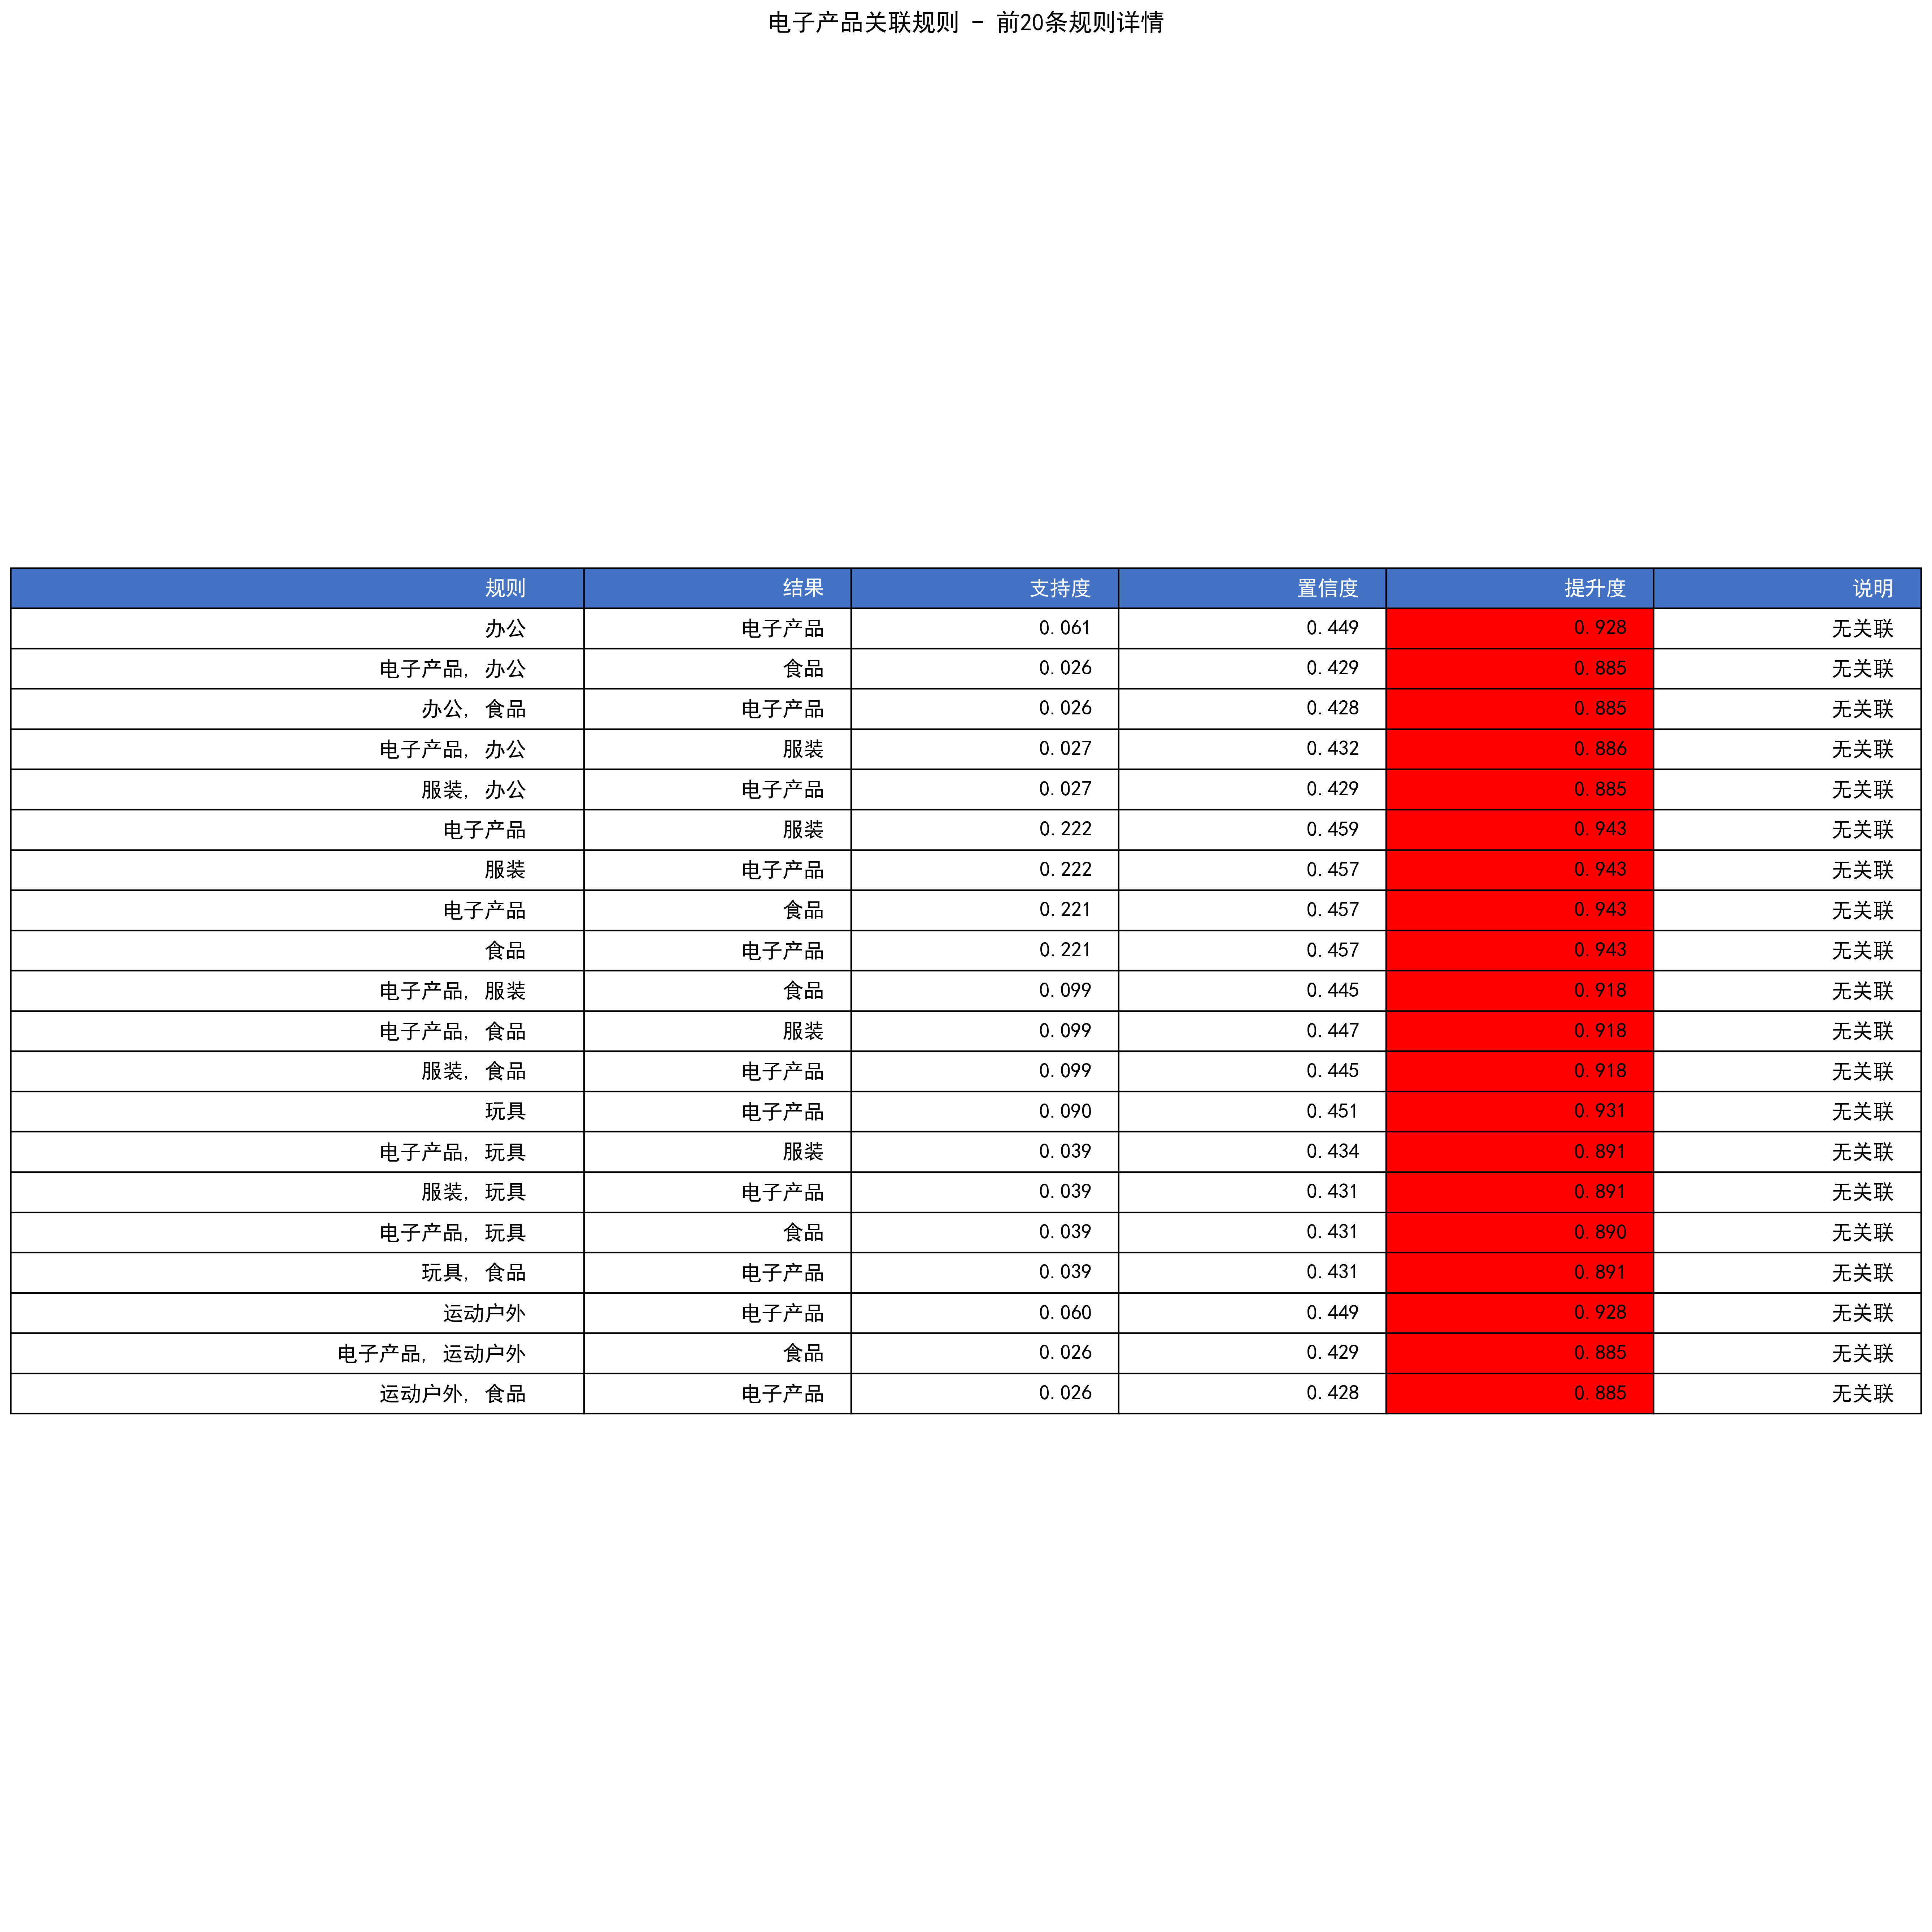 电子产品关联规则 - 前20条规则详情
规则 结果 支持度 置信度 提升度 说明
办公 电子产品 0.061 0.449 0.928 无关联
电子产品, 办公 食品 0.026 0.429 0.885 无关联
办公, 食品 电子产品 0.026 0.428 0.885 无关联
电子产品, 办公 服装 0.027 0.432 0.886 无关联
服装, 办公 电子产品 0.027 0.429 0.885 无关联
电子产品 服装 0.222 0.459 0.943 无关联
服装 电子产品 0.222 0.457 0.943 无关联
电子产品 食品 0.221 0.457 0.943 无关联
食品 电子产品 0.221 0.457 0.943 无关联
电子产品, 服装 食品 0.099 0.445 0.918 无关联
电子产品, 食品 服装 0.099 0.447 0.918 无关联
服装, 食品 电子产品 0.099 0.445 0.918 无关联
玩具 电子产品 0.090 0.451 0.931 无关联
电子产品, 玩具 服装 0.039 0.434 0.891 无关联
服装, 玩具 电子产品 0.039 0.431 0.891 无关联
电子产品, 玩具 食品 0.039 0.431 0.890 无关联
玩具, 食品 电子产品 0.039 0.431 0.891 无关联
运动户外 电子产品 0.060 0.449 0.928 无关联
电子产品, 运动户外 食品 0.026 0.429 0.885 无关联
运动户外, 食品 电子产品 0.026 0.428 0.885 无关联